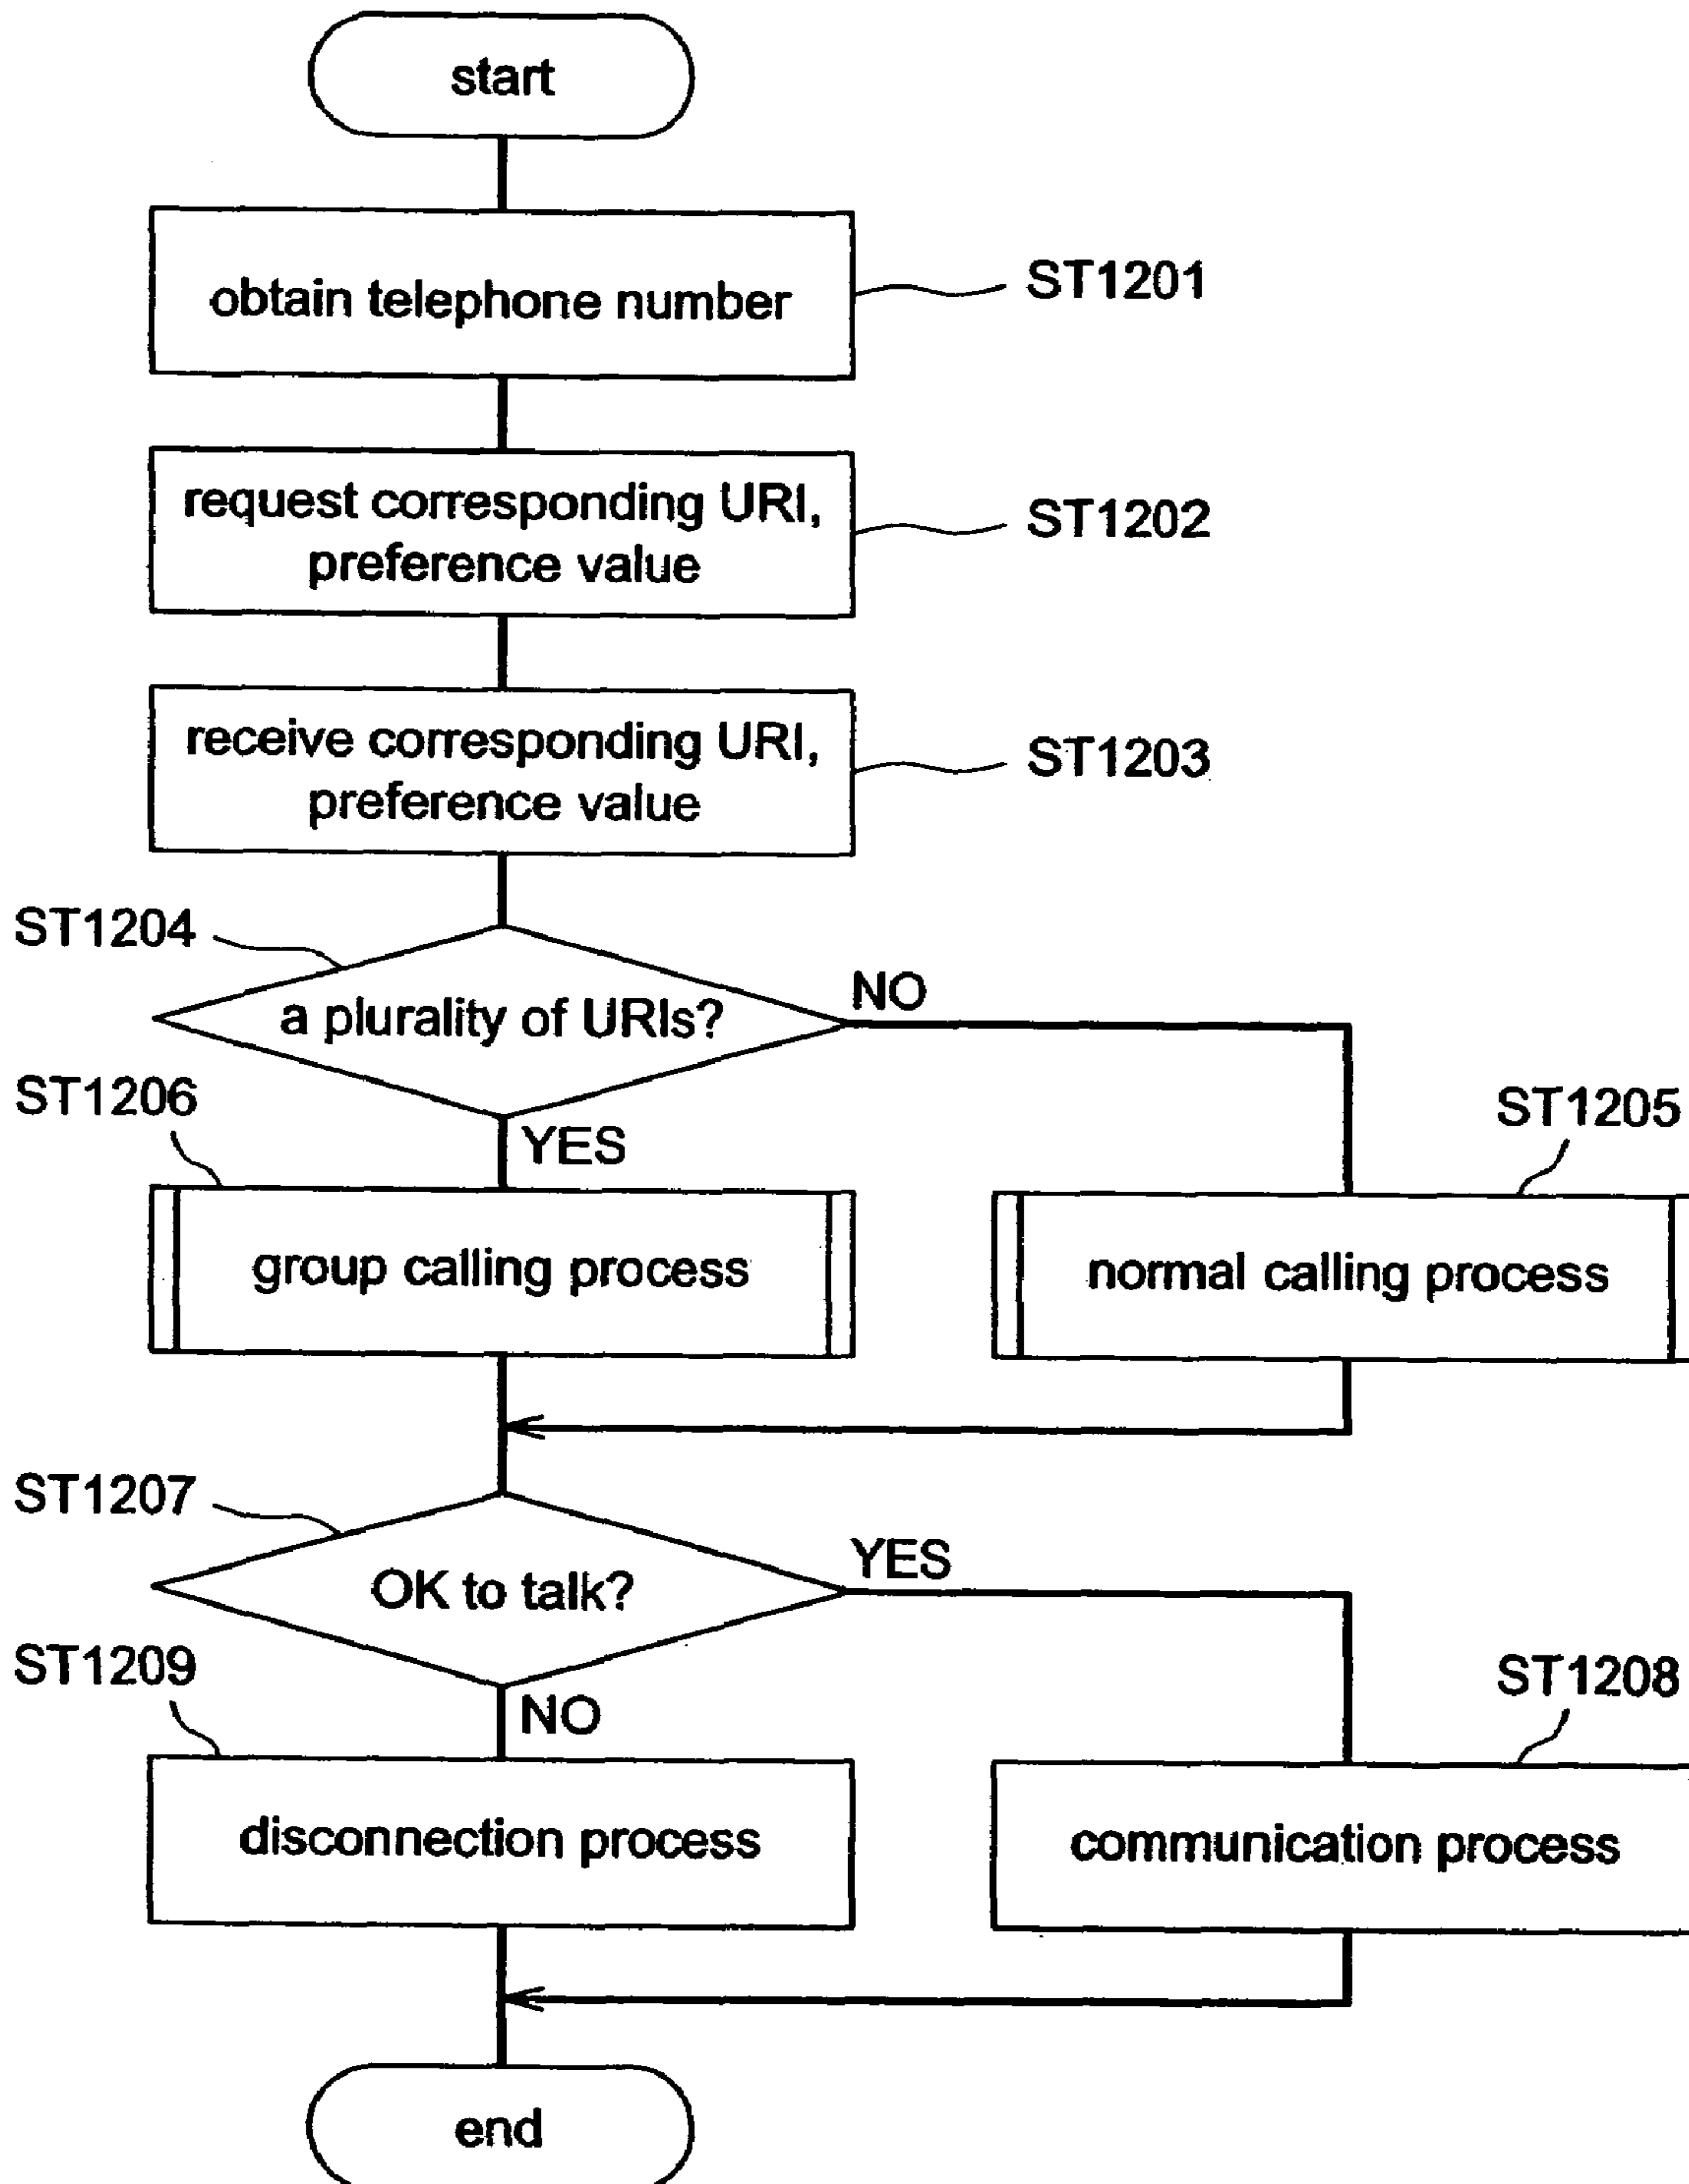 start
obtain telephone number
ST1201
request corresponding URI,
preference value
ST1202
receive corresponding URI,
preference value
ST1203
ST1204
a plurality of URIs?
NO
YES
ST1206
group calling process
ST1205
normal calling process
ST1207
OK to talk?
YES
NO
ST1209
disconnection process
ST1208
communication process
end